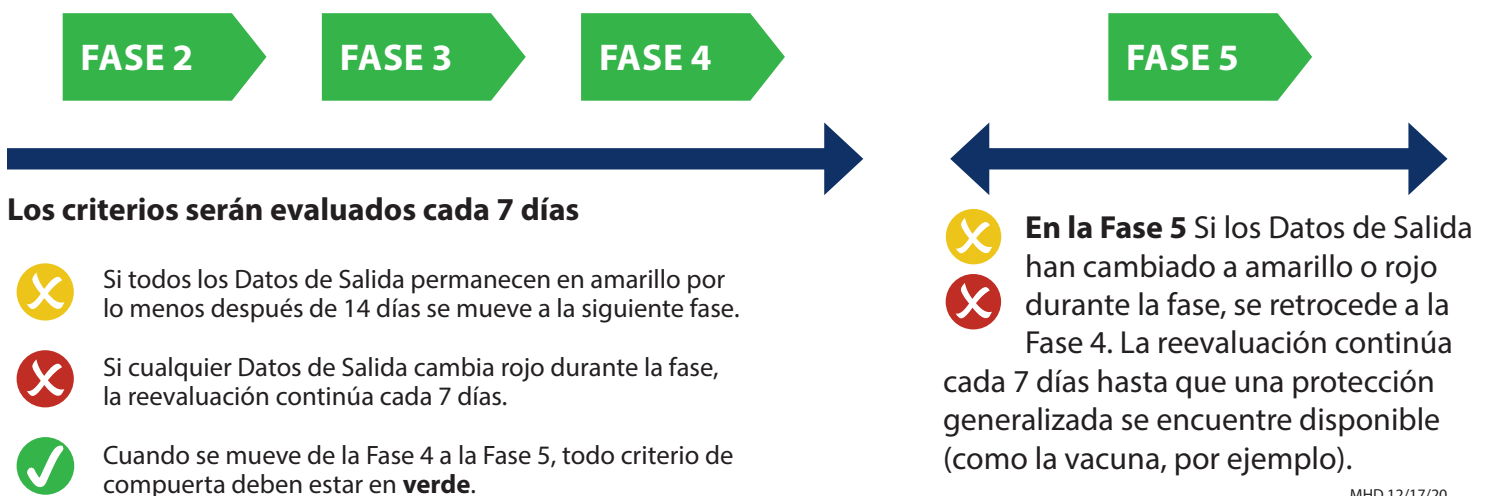 FASE 2
FASE 3
FASE 4
FASE 5
Los criterios serán evaluados cada 7 días
Si todos los Datos de Salida permanecen en amarillo por
lo menos después de 14 días se mueve a la siguiente fase.
Si cualquier Datos de Salida cambia rojo durante la fase,
la reevaluación continúa cada 7 días.
Cuando se mueve de la Fase 4 a la Fase 5, todo criterio de
compuerta deben estar en verde.
En la Fase 5 Si los Datos de Salida
han cambiado a amarillo o rojo
durante la fase, se retrocede a la
Fase 4. La reevaluación continúa
cada 7 días hasta que una protección
generalizada se encuentre disponible
(como la vacuna, por ejemplo).
MHD 12/17/20